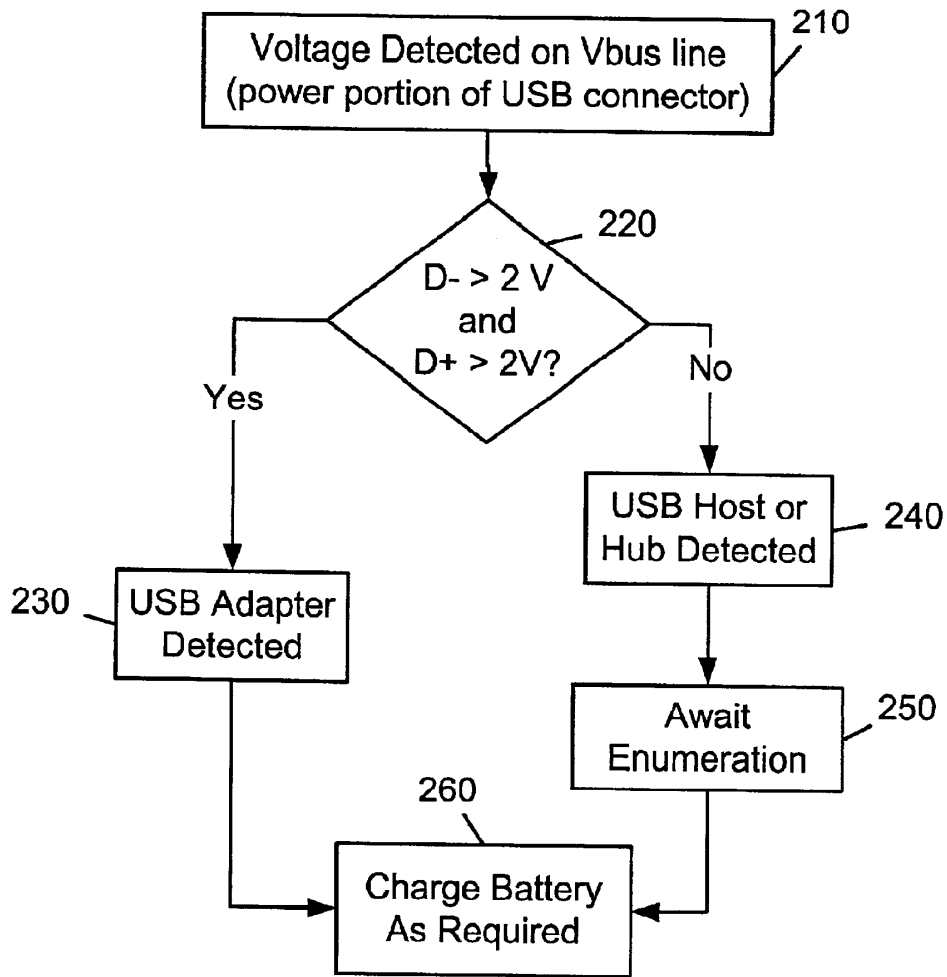 210
Voltage Detected on Vbus line
(power portion of USB connector)
220
D- > 2 V
and
D+ > 2V?
Yes
No
USB Host or
Hub Detected
240
230
USB Adapter
Detected
Await
Enumeration
250
260
Charge Battery
As Required